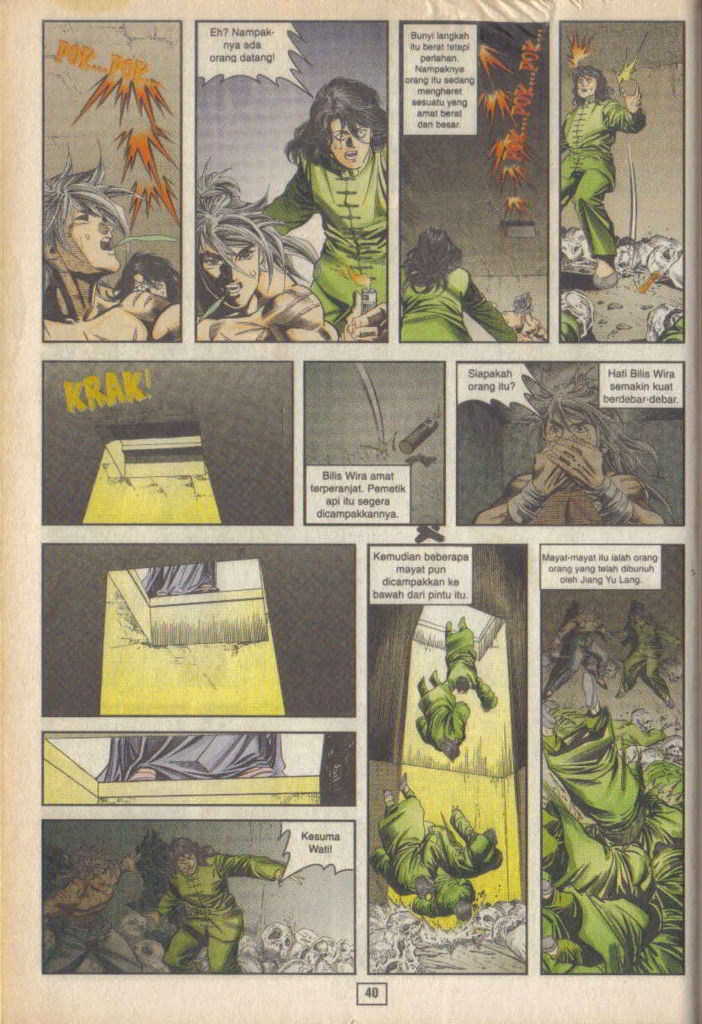 POK... POK...
Eh? Nampak-
nya ada
orang datang!
Bunyi langkah
itu berat tetapi
perlahan.
Nampaknya
orang itu sedang
mengheret
sesuatu yang
amat berat
dan besar.
POK... POK... POK...
KRAK!
Bilis Wira amat
terperanjat. Pemetik
api itu segera
dicampakkannya.
Siapakah
orang itu?
Hati Bilis Wira
semakin kuat
berdebar-debar.
Kemudian beberapa
mayat pun
dicampakkan ke
bawah dari pintu itu.
Mayat-mayat itu ialah orang
orang yang telah dibunuh
oleh Jiang Yu Lang.
Kesuma
Wati!
40